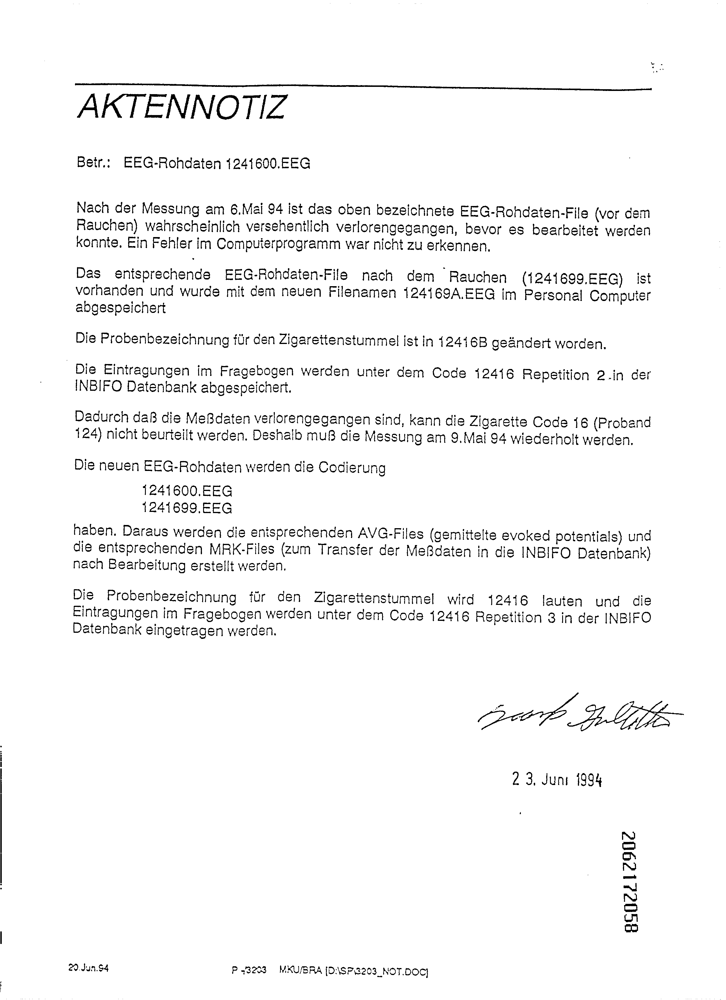 AKTENNOTIZ
Betr.: EEG-Rohdaten 1241600.EEG
Nach der Messung am 6.Mai 94 ist das oben bezeichnete EEG-Rohdaten-File (vor dem
Rauchen) wahrscheinlich versehentlich verlorengegangen, bevor es bearbeitet werden
konnte. Ein Fehler im Computerprogramm war nicht zu erkennen.
Das entsprechende EEG-Rohdaten-File nach dem Rauchen (1241699.EEG) ist
vorhanden und wurde mit dem neuen Filenamen 124169A.EEG im Personal Computer
abgespeichert
Die Probenbezeichnung für den Zigarettenstummel ist in 12416B geändert worden.
Die Eintragungen im Fragebogen werden unter dem Code 12416 Repetition 2 in der
INBIFO Datenbank abgespeichert.
Dadurch daß die Meßdaten verlorengegangen sind, kann die Zigarette Code 16 (Proband
124) nicht beurteilt werden. Deshalb muß die Messung am 9.Mai 94 wiederholt werden.
Die neuen EEG-Rohdaten werden die Codierung
1241600.EEG
1241699.EEG
haben. Daraus werden die entsprechenden AVG-Files (gemittelte evoked potentials) und
die entsprechenden MRK-Files (zum Transfer der Meßdaten in die INBIFO Datenbank)
nach Bearbeitung erstellt werden.
Die Probenbezeichnung für den Zigarettenstummel wird 12416 lauten und die
Eintragungen im Fragebogen werden unter dem Code 12416 Repetition 3 in der INBIFO
Datenbank eingetragen werden.
23. Juni 1994
2062172058
20.Jun.94
P 3203 MKU/BRA [D:\SP\3203_NOT.DOC]